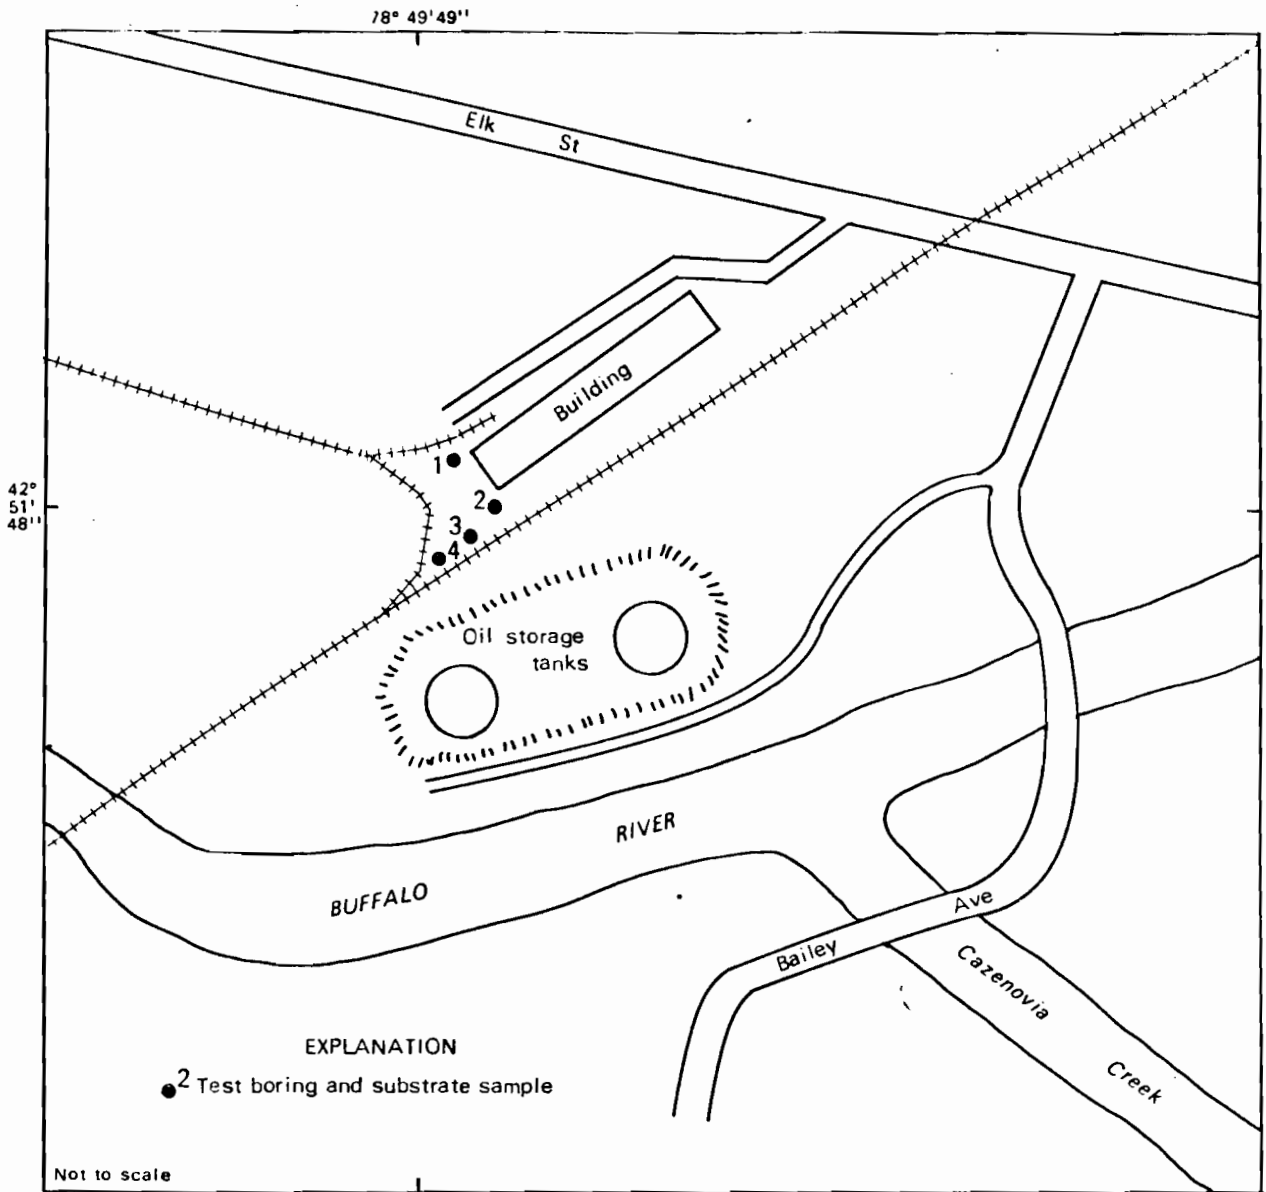 78° 49'49"
Elk St
Building
1
42°
51'
48"
2
3
4
Oil storage
tanks
RIVER
BUFFALO
Bailey Ave
Cazenovia Creek
EXPLANATION
2 Test boring and substrate sample
Not to scale